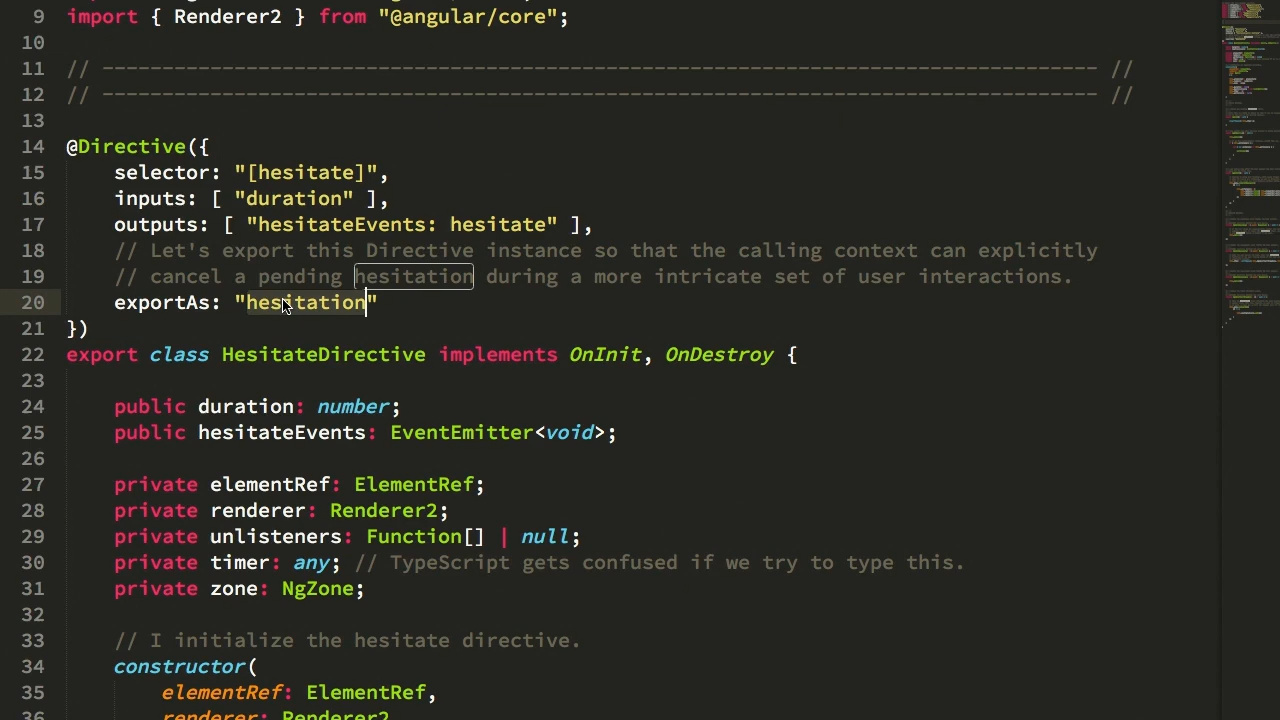 9 import { Renderer2 } from "@angular/core";
10
11 // ----------------------------------------------------------------------------------- //
12 // ----------------------------------------------------------------------------------- //
13
14 @Directive({
15 selector: "[hesitate]",
16 inputs: [ "duration" ],
17 outputs: [ "hesitateEvents: hesitate" ],
18 // Let's export this Directive instance so that the calling context can explicitly
19 // cancel a pending hesitation during a more intricate set of user interactions.
20 exportAs: "hesitation"
21 })
22 export class HesitateDirective implements OnInit, OnDestroy {
23
24 public duration: number;
25 public hesitateEvents: EventEmitter<void>;
26
27 private elementRef: ElementRef;
28 private renderer: Renderer2;
29 private unlisteners: Function[] | null;
30 private timer: any; // TypeScript gets confused if we try to type this.
31 private zone: NgZone;
32
33 // I initialize the hesitate directive.
34 constructor(
35 elementRef: ElementRef,
36 renderer: Renderer2